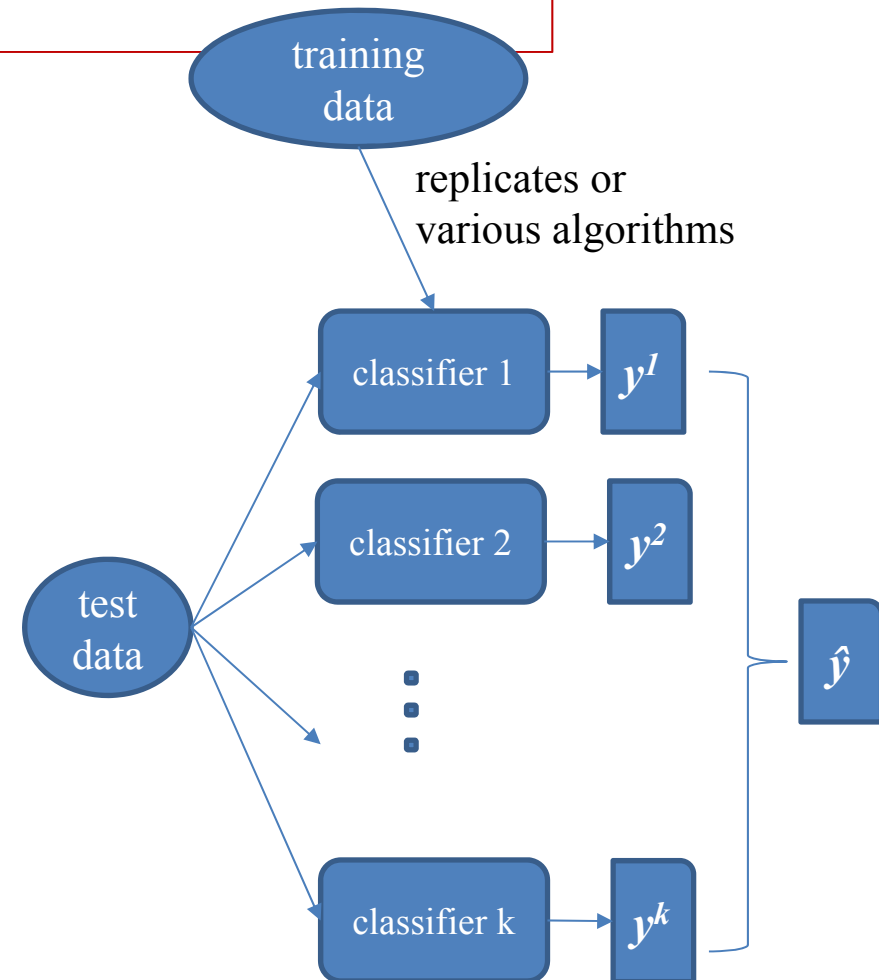 training
data
replicates or
various algorithms
classifier 1
y¹
classifier 2
y²
test
data
ŷ
classifier k
yᵏ